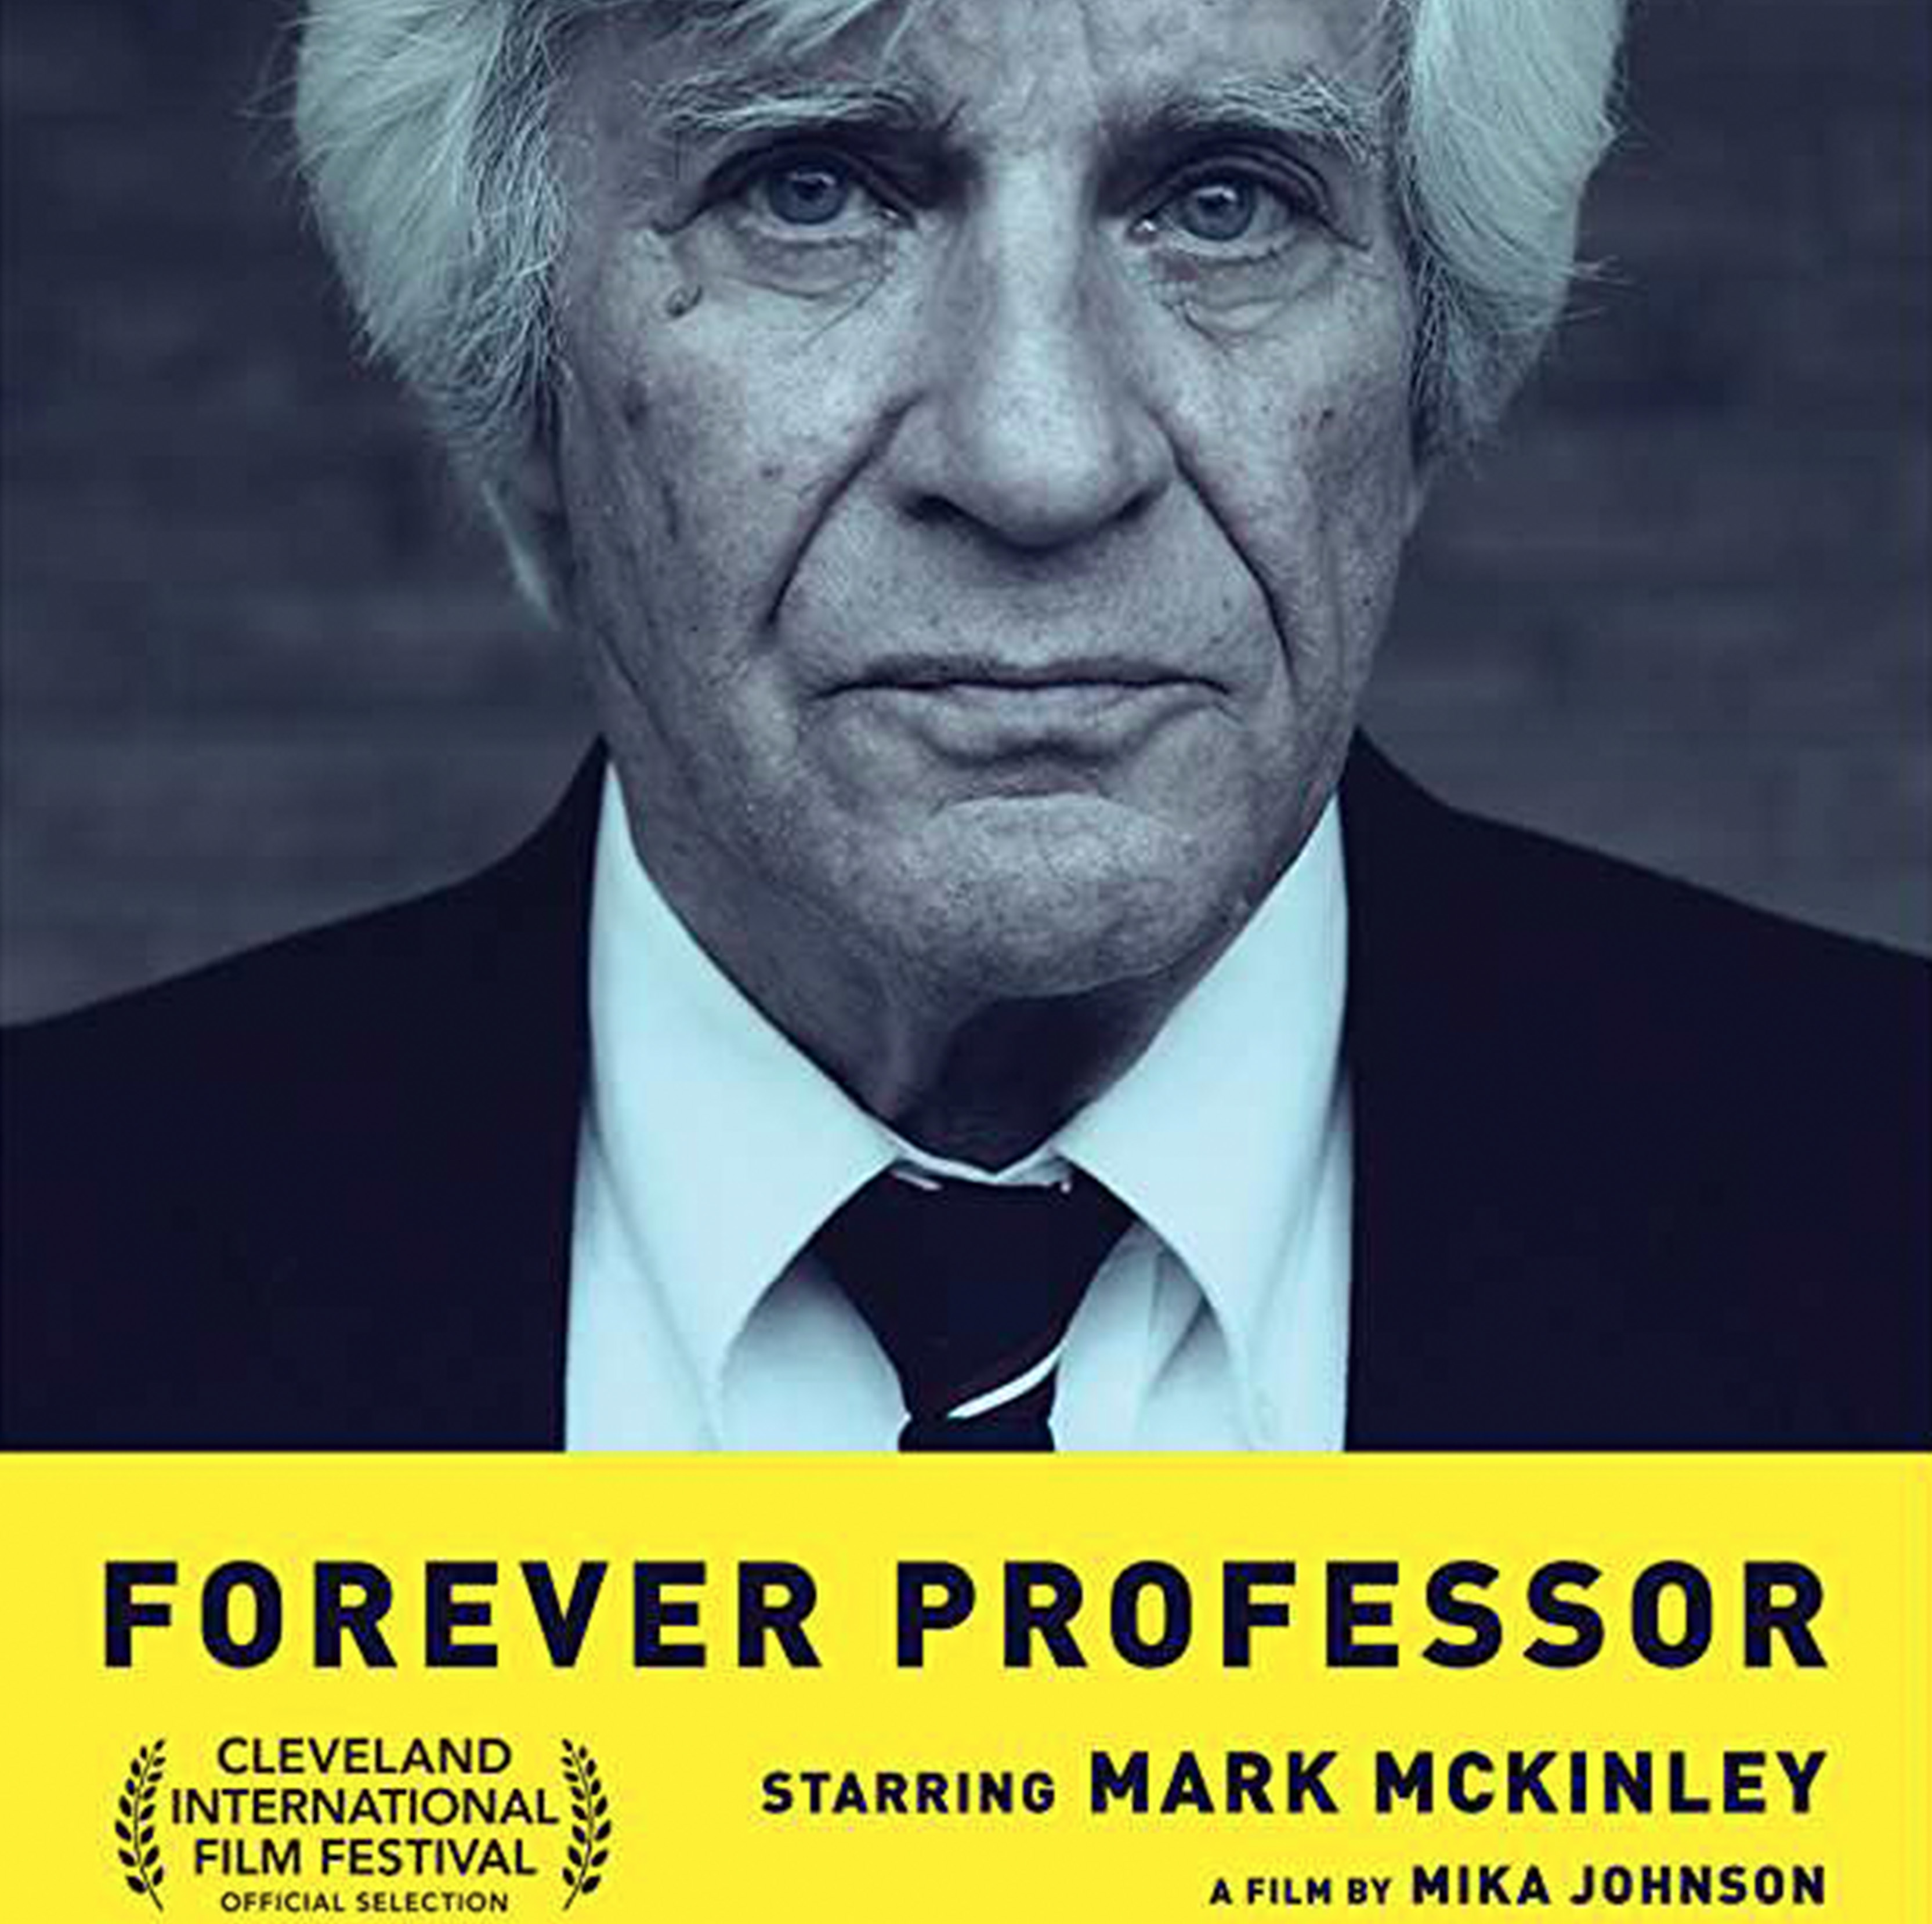 FOREVER PROFESSOR
CLEVELAND
INTERNATIONAL
FILM FESTIVAL
OFFICIAL SELECTION
STARRING MARK MCKINLEY
A FILM BY MIKA JOHNSON